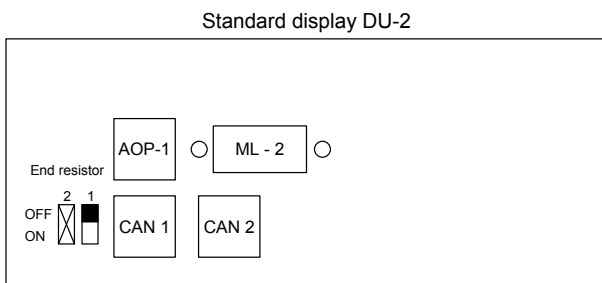 Standard display DU-2
AOP-1
ML - 2
End resistor
2 1
OFF
ON
CAN 1
CAN 2